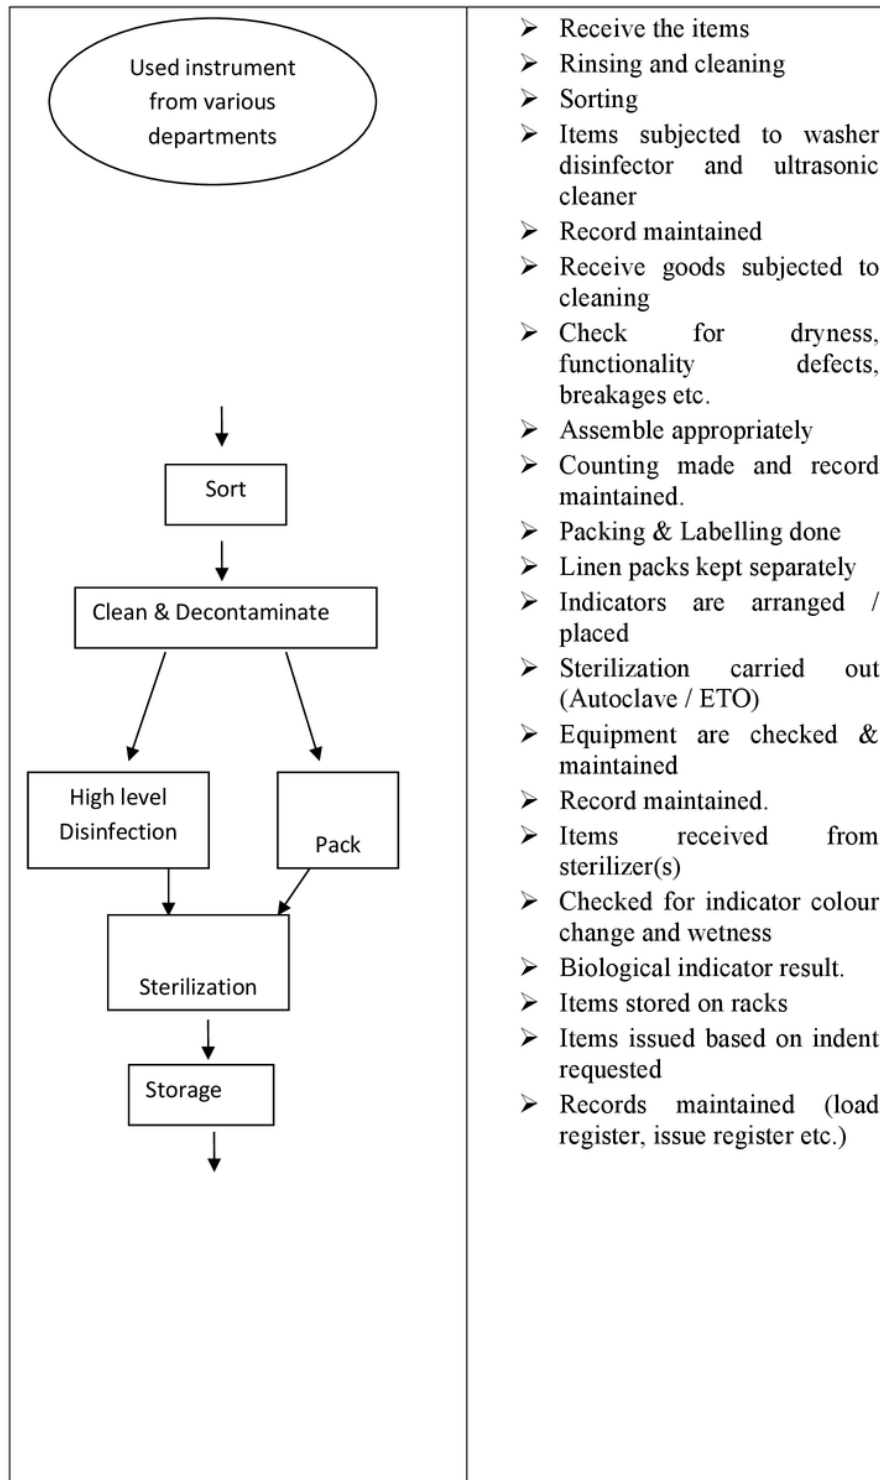 Used instrument
from various
departments
Sort
Clean & Decontaminate
High level
Disinfection
Pack
Sterilization
Storage
➢ Receive the items
➢ Rinsing and cleaning
➢ Sorting
➢ Items subjected to washer
disinfector and ultrasonic
cleaner
➢ Record maintained
➢ Receive goods subjected to
cleaning
➢ Check for dryness,
functionality defects,
breakages etc.
➢ Assemble appropriately
➢ Counting made and record
maintained.
➢ Packing & Labelling done
➢ Linen packs kept separately
➢ Indicators are arranged /
placed
➢ Sterilization carried out
(Autoclave / ETO)
➢ Equipment are checked &
maintained
➢ Record maintained.
➢ Items received from
sterilizer(s)
➢ Checked for indicator colour
change and wetness
➢ Biological indicator result.
➢ Items stored on racks
➢ Items issued based on indent
requested
➢ Records maintained (load
register, issue register etc.)